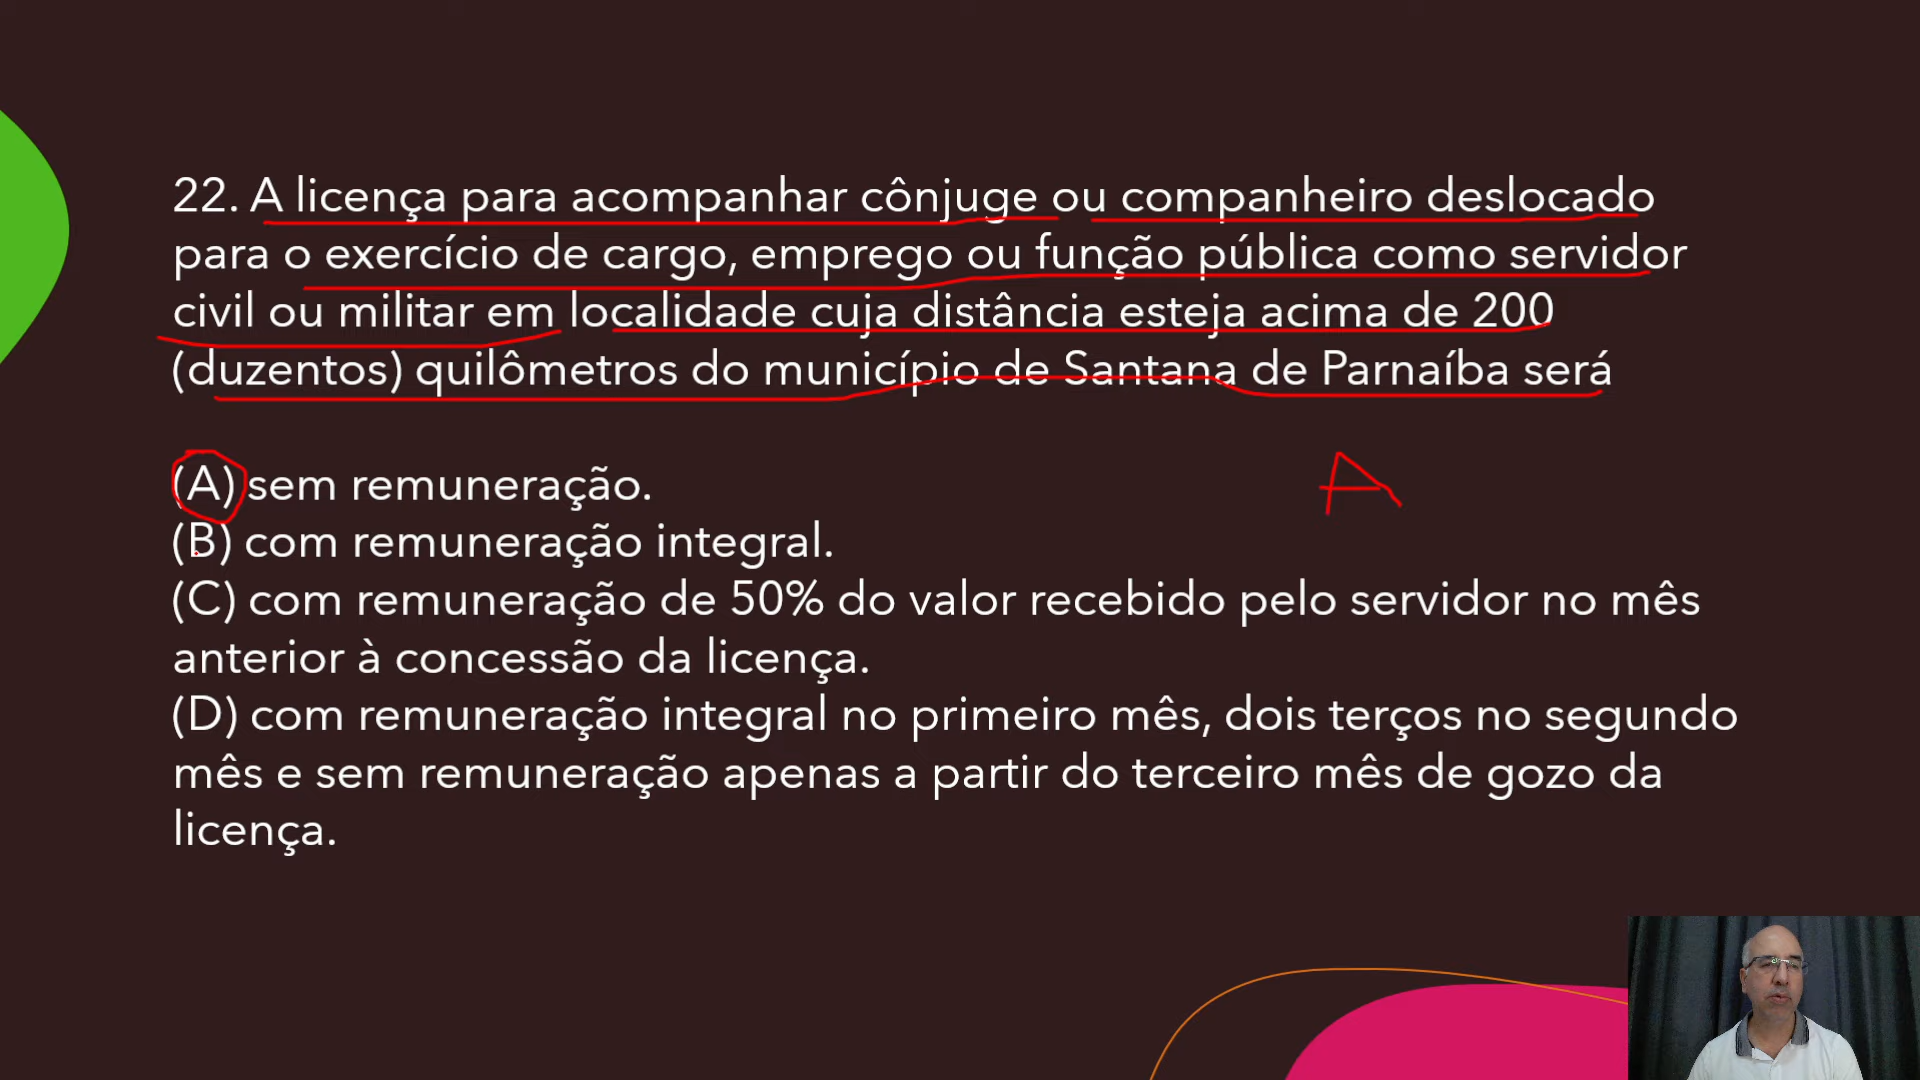 22. A licença para acompanhar cônjuge ou companheiro deslocado
para o exercício de cargo, emprego ou função pública como servidor
civil ou militar em localidade cuja distância esteja acima de 200
(duzentos) quilômetros do município de Santana de Parnaíba será
(A) sem remuneração.
A
(B) com remuneração integral.
(C) com remuneração de 50% do valor recebido pelo servidor no mês
anterior à concessão da licença.
(D) com remuneração integral no primeiro mês, dois terços no segundo
mês e sem remuneração apenas a partir do terceiro mês de gozo da
licença.